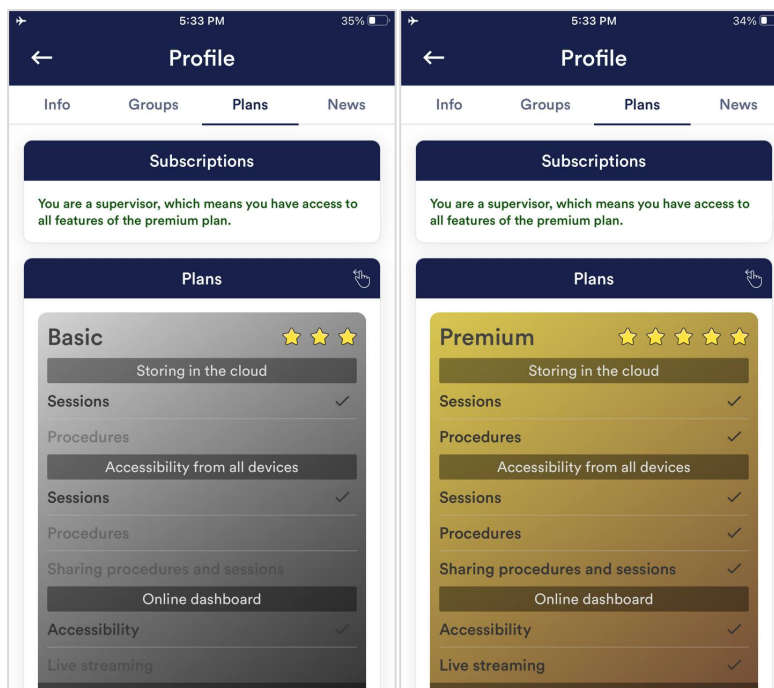 5:33 PM 35%
Profile
Info Groups Plans News
Subscriptions
You are a supervisor, which means you have access to
all features of the premium plan.
Plans
Basic
Storing in the cloud
Sessions
Procedures
Accessibility from all devices
Sessions
Procedures
Sharing procedures and sessions
Online dashboard
Accessibility
Live streaming
5:33 PM 34%
Profile
Info Groups Plans News
Subscriptions
You are a supervisor, which means you have access to
all features of the premium plan.
Plans
Premium
Storing in the cloud
Sessions
Procedures
Accessibility from all devices
Sessions
Procedures
Sharing procedures and sessions
Online dashboard
Accessibility
Live streaming